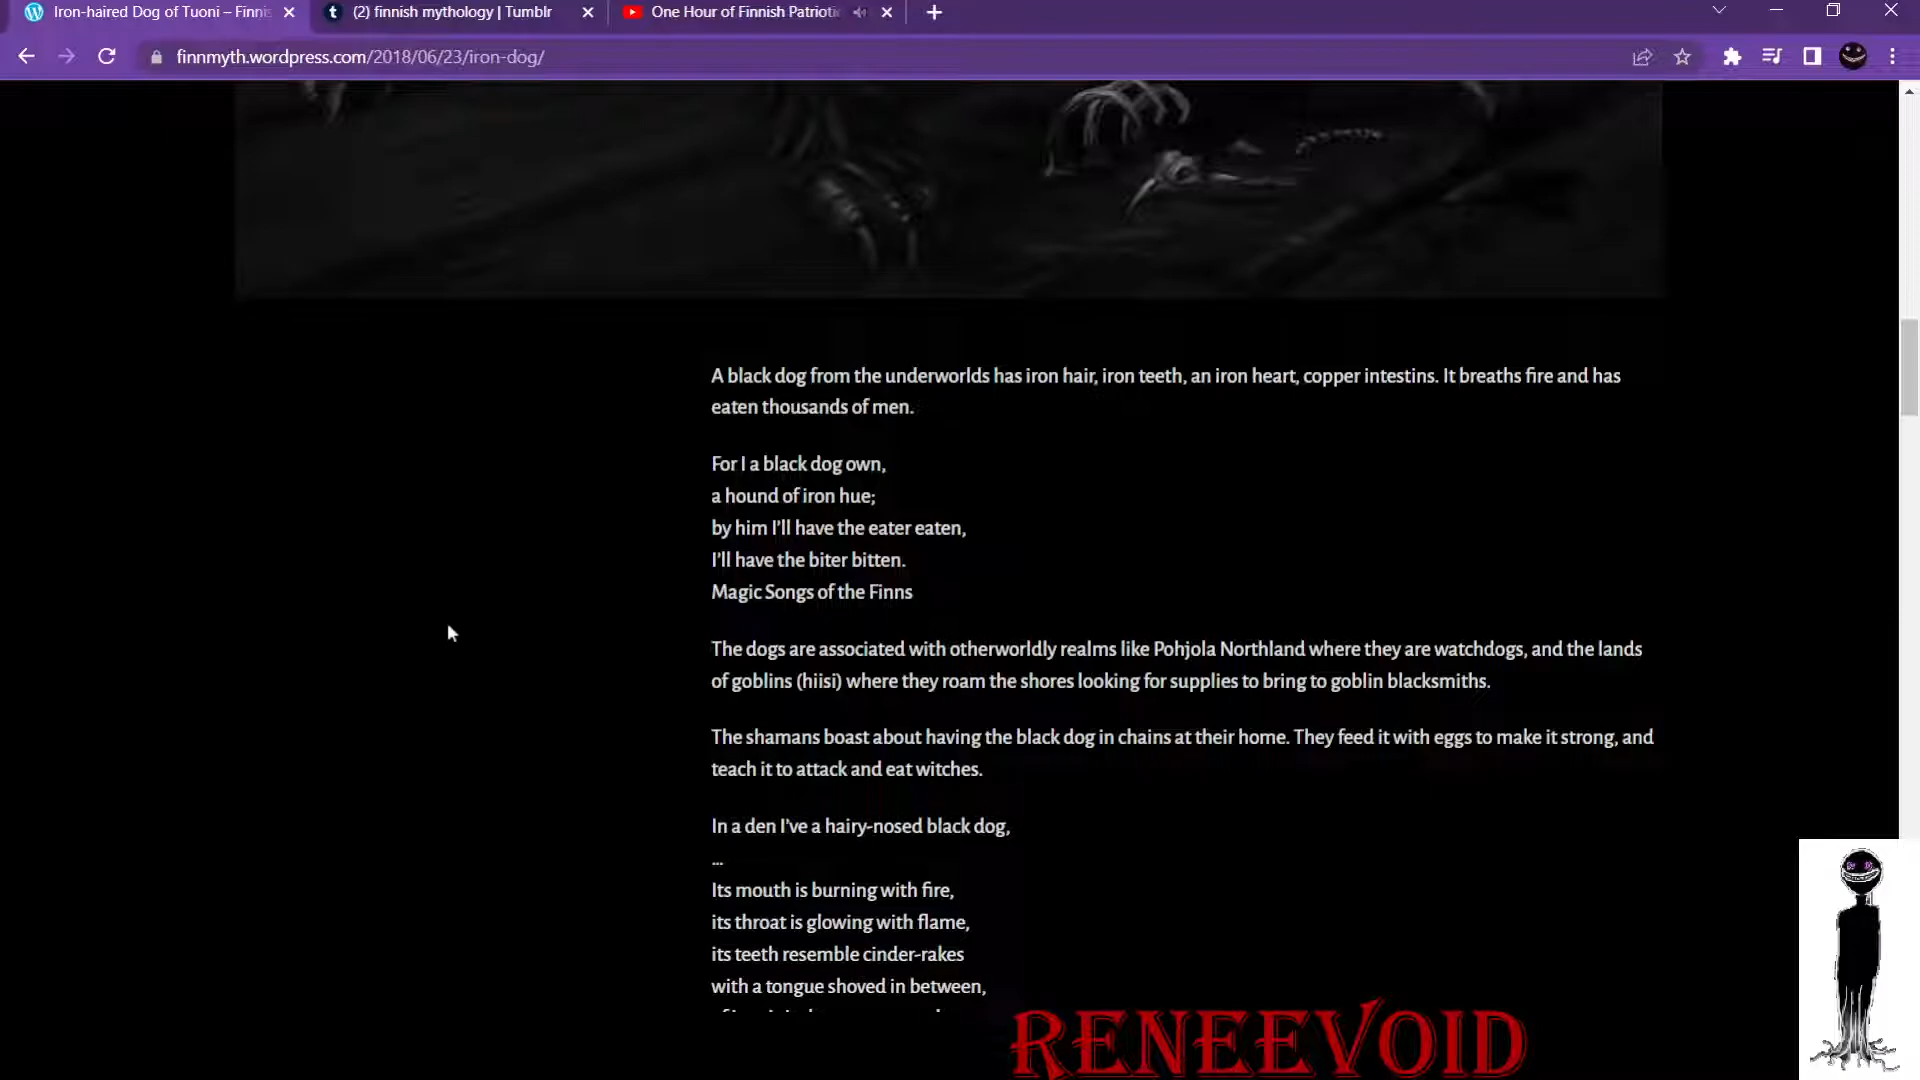 Iron-haired Dog of Tuoni – Finnis
(2) finnish mythology | Tumblr
One Hour of Finnish Patriotic
finnmyth.wordpress.com/2018/06/23/iron-dog/
A black dog from the underworlds has iron hair, iron teeth, an iron heart, copper intestines. It breaths fire and has
eaten thousands of men.
For I a black dog own,
a hound of iron hue;
by him I'll have the eater eaten,
I'll have the biter bitten.
Magic Songs of the Finns
The dogs are associated with otherworldly realms like Pohjola Northland where they are watchdogs, and the lands
of goblins (hiisi) where they roam the shores looking for supplies to bring to goblin blacksmiths.
The shamans boast about having the black dog in chains at their home. They feed it with eggs to make it strong, and
teach it to attack and eat witches.
In a den I've a hairy-nosed black dog,
...
Its mouth is burning with fire,
its throat is glowing with flame,
its teeth resemble cinder-rakes
with a tongue shoved in between,
RENEEVOID